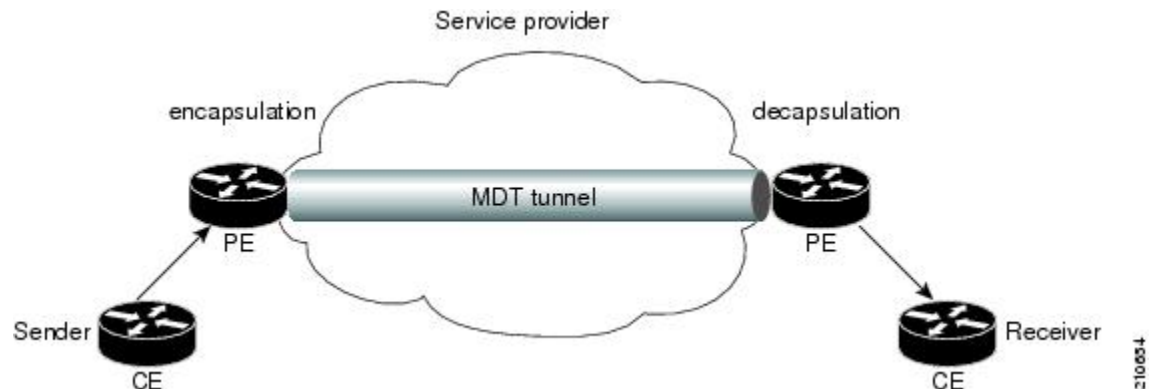 Service provider
encapsulation
decapsulation
MDT tunnel
PE
PE
Sender
CE
CE
Receiver
210654